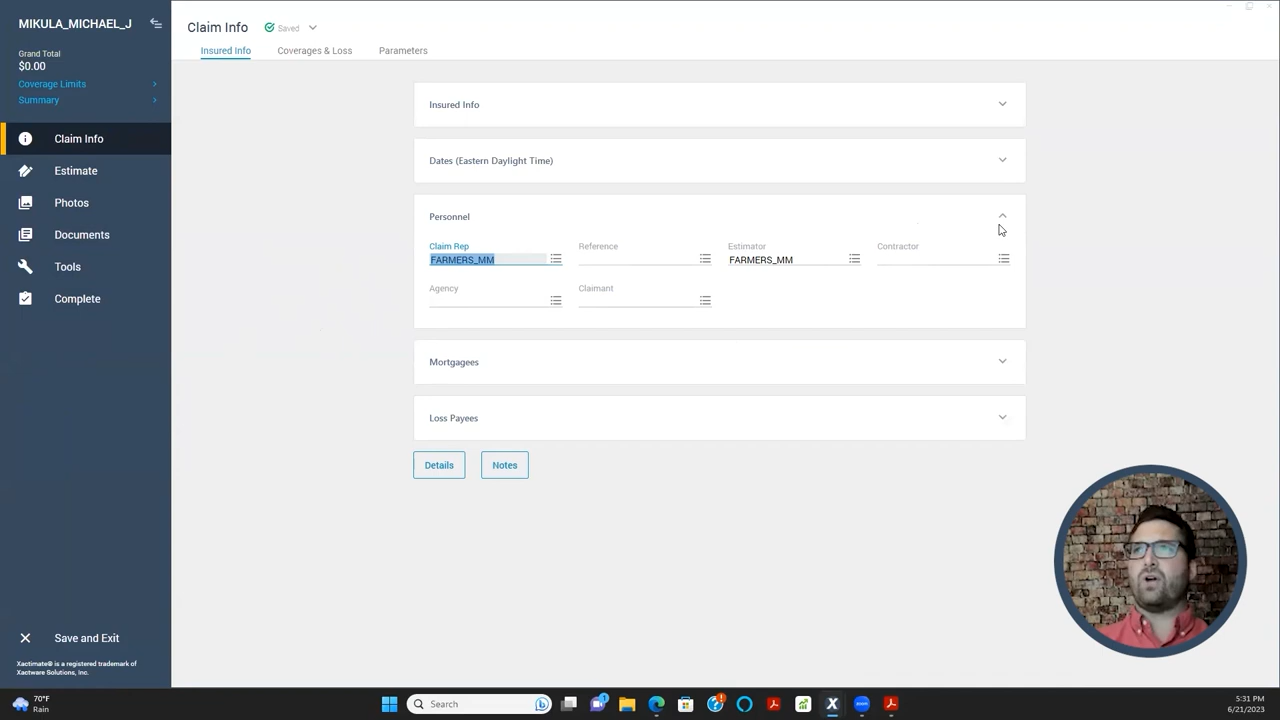 MIKULA_MICHAEL_J
Grand Total
$0.00
Coverage Limits
Summary
Claim Info
Estimate
Photos
Documents
Tools
Complete
Save and Exit
Xactimate® is a registered trademark of
Xactware Solutions, Inc.
Claim Info
Saved
Insured Info
Coverages & Loss
Parameters
Insured Info
Dates (Eastern Daylight Time)
Personnel
Claim Rep
Reference
Estimator
Contractor
FARMERS_MM
FARMERS_MM
Agency
Claimant
Mortgagees
Loss Payees
Details
Notes
70°F
Rain
Search
5:31 PM
6/21/2023